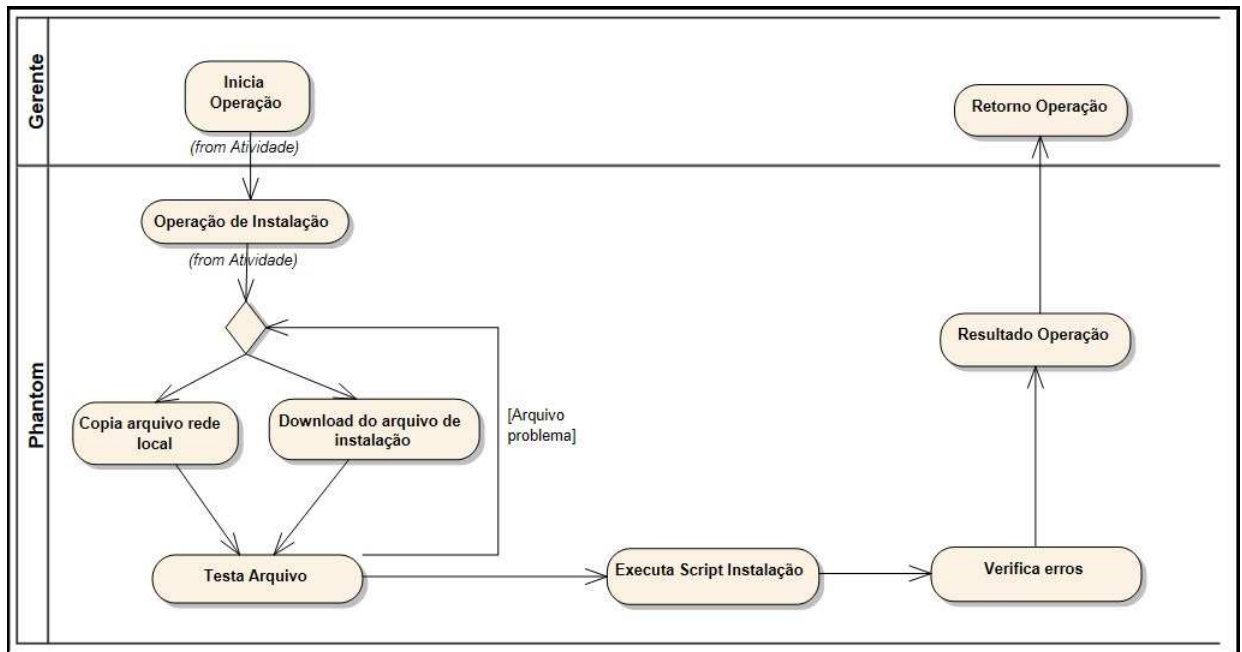 Gerente
Inicia
Operação
(from Atividade)
Retorno Operação
Phantom
Operação de Instalação
(from Atividade)
Copia arquivo rede
local
Download do arquivo de
instalação
[Arquivo
problema]
Resultado Operação
Testa Arquivo
Executa Script Instalação
Verifica erros